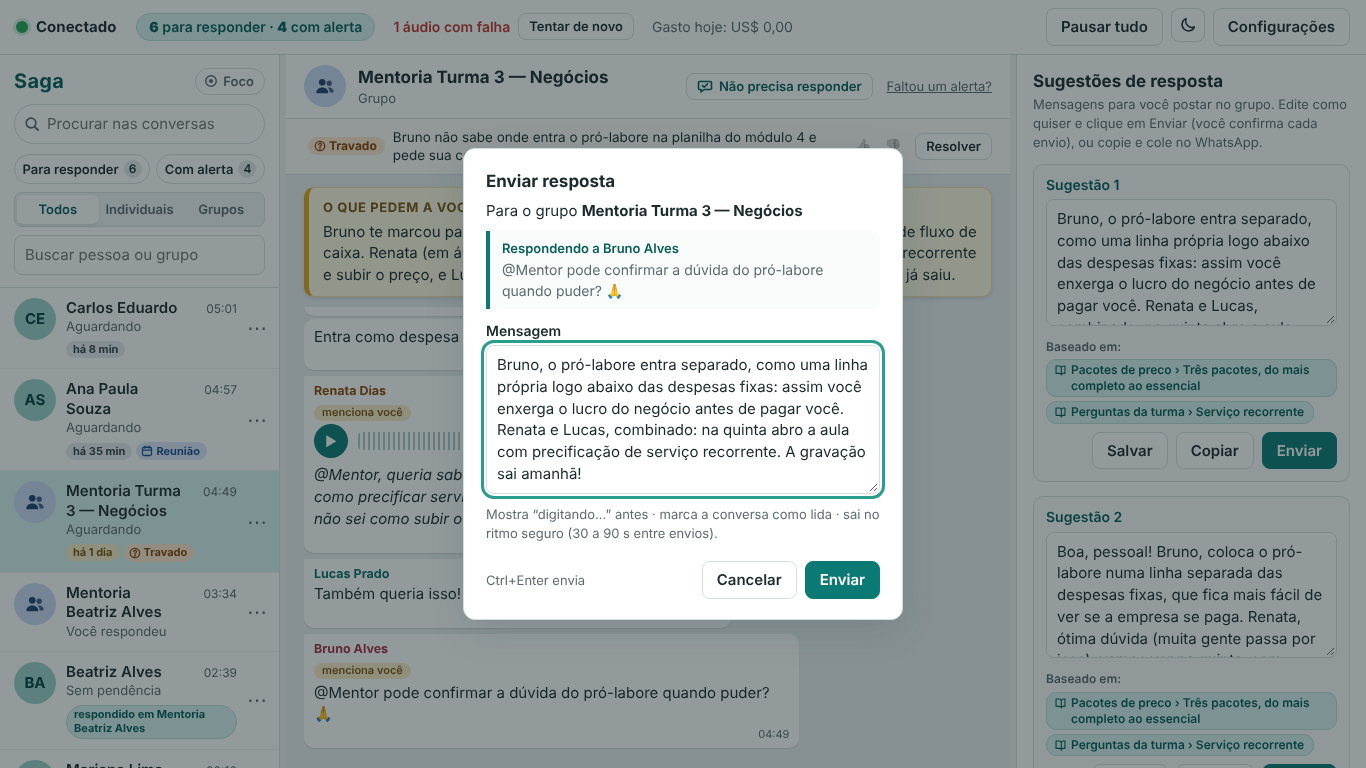 Conectado
6 para responder · 4 com alerta
1 áudio com falha
Tentar de novo
Gasto hoje: US$ 0,00
Pausar tudo
Configurações
Saga
Foco
Procurar nas conversas
Para responder 6
Com alerta 4
Todos
Individuais
Grupos
Buscar pessoa ou grupo
CE
Carlos Eduardo
05:01
Aguardando
há 8 min
AS
Ana Paula
Souza
04:57
Aguardando
há 35 min
Reunião
Mentoria Turma
3 — Negócios
04:49
Aguardando
há 1 dia
Travado
Mentoria
Beatriz Alves
03:34
Você respondeu
BA
Beatriz Alves
02:39
Sem pendência
respondido em Mentoria
Beatriz Alves
Mentoria Turma 3 — Negócios
Grupo
Não precisa responder
Faltou um alerta?
Travado
Bruno não sabe onde entra o pró-labore na planilha do módulo 4 e
pede sua c
Resolver
O QUE PEDEM A VOC
Bruno te marcou pa
de fluxo de
caixa. Renata (em á
recorrente
e subir o preço, e Lu
já saiu.
Entra como despesa
Renata Dias
menciona você
@Mentor, queria sab
como precificar servi
não sei como subir o
Lucas Prado
Também queria isso!
Bruno Alves
menciona você
@Mentor pode confirmar a dúvida do pró-labore quando puder?
🙏
04:49
Enviar resposta
Para o grupo Mentoria Turma 3 — Negócios
Respondendo a Bruno Alves
@Mentor pode confirmar a dúvida do pró-labore
quando puder? 🙏
Mensagem
Bruno, o pró-labore entra separado, como uma linha
própria logo abaixo das despesas fixas: assim você
enxerga o lucro do negócio antes de pagar você.
Renata e Lucas, combinado: na quinta abro a aula
com precificação de serviço recorrente. A gravação
sai amanhã!
Mostra “digitando…” antes · marca a conversa como lida · sai no
ritmo seguro (30 a 90 s entre envios).
Ctrl+Enter envia
Cancelar
Enviar
Sugestões de resposta
Mensagens para você postar no grupo. Edite como
quiser e clique em Enviar (você confirma cada
envio), ou copie e cole no WhatsApp.
Sugestão 1
Bruno, o pró-labore entra separado,
como uma linha própria logo abaixo
das despesas fixas: assim você
enxerga o lucro do negócio antes de
pagar você. Renata e Lucas,
Baseado em:
Pacotes de preco › Três pacotes, do mais
completo ao essencial
Perguntas da turma › Serviço recorrente
Salvar
Copiar
Enviar
Sugestão 2
Boa, pessoal! Bruno, coloca o pró-
labore numa linha separada das
despesas fixas, que fica mais fácil de
ver se a empresa se paga. Renata,
ótima dúvida (muita gente passa por
Baseado em:
Pacotes de preco › Três pacotes, do mais
completo ao essencial
Perguntas da turma › Serviço recorrente